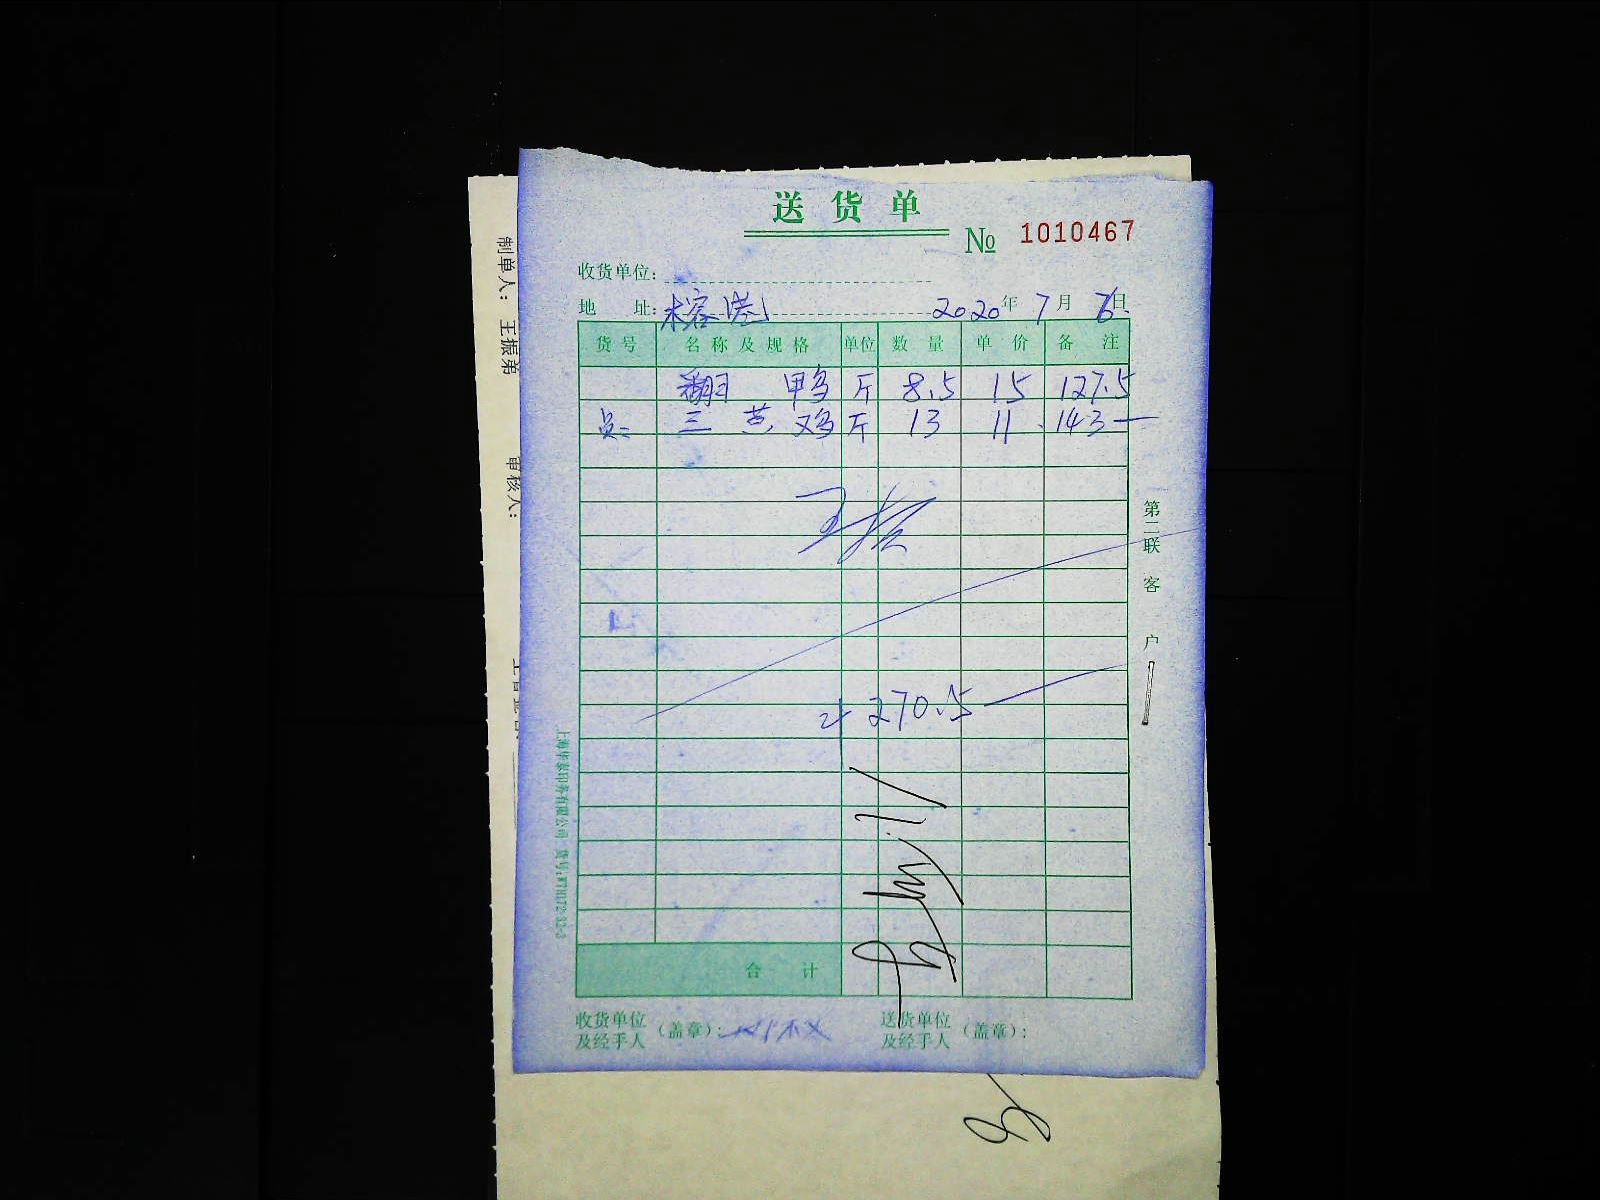 送货单
No 1010467
收货单位:
地 址: 榕港 2020年7月6日
货号 名称及规格 单位 数量 单价 备注
翻鸭 斤 8.5 15 127.5
三黄鸡 斤 13 11 143
270.5
合 计
收货单位及经手人 (盖章):
送货单位及经手人 (盖章):
第二联 客户
制单人: 王振弟
审核人: